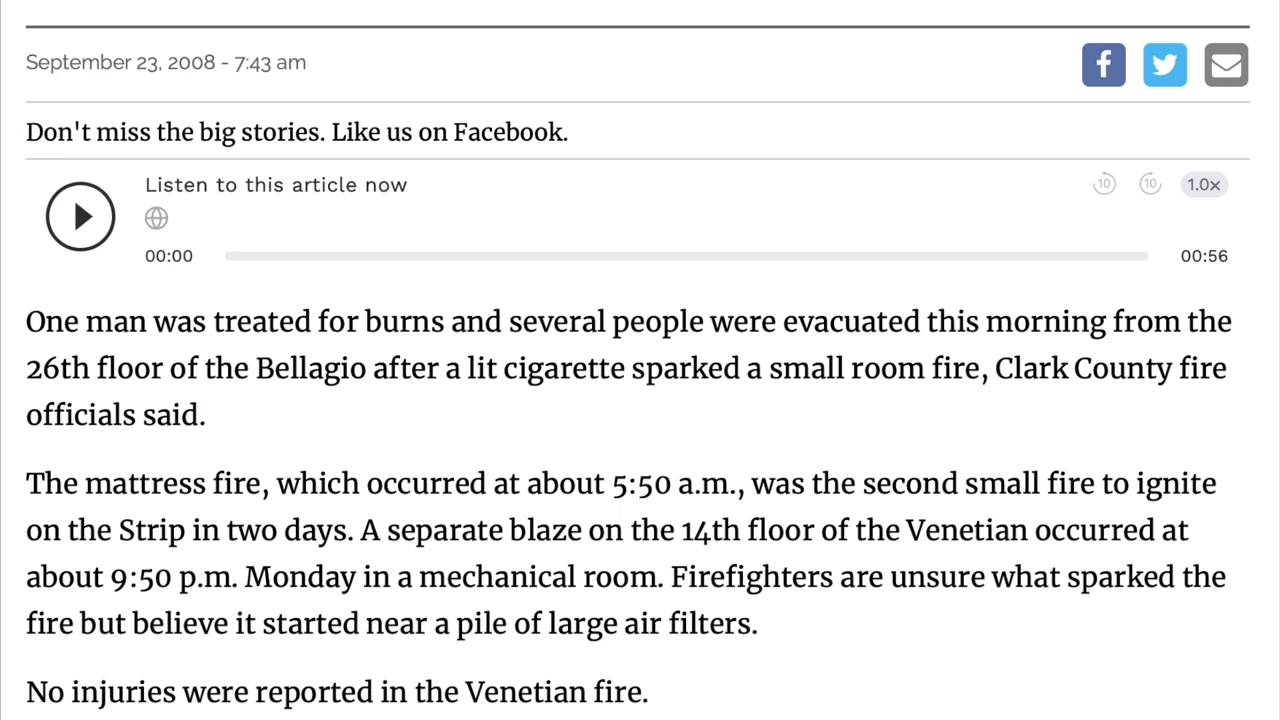 September 23, 2008 - 7:43 am
Don't miss the big stories. Like us on Facebook.
Listen to this article now
10 10 1.0x
00:00 00:56
One man was treated for burns and several people were evacuated this morning from the
26th floor of the Bellagio after a lit cigarette sparked a small room fire, Clark County fire
officials said.
The mattress fire, which occurred at about 5:50 a.m., was the second small fire to ignite
on the Strip in two days. A separate blaze on the 14th floor of the Venetian occurred at
about 9:50 p.m. Monday in a mechanical room. Firefighters are unsure what sparked the
fire but believe it started near a pile of large air filters.
No injuries were reported in the Venetian fire.